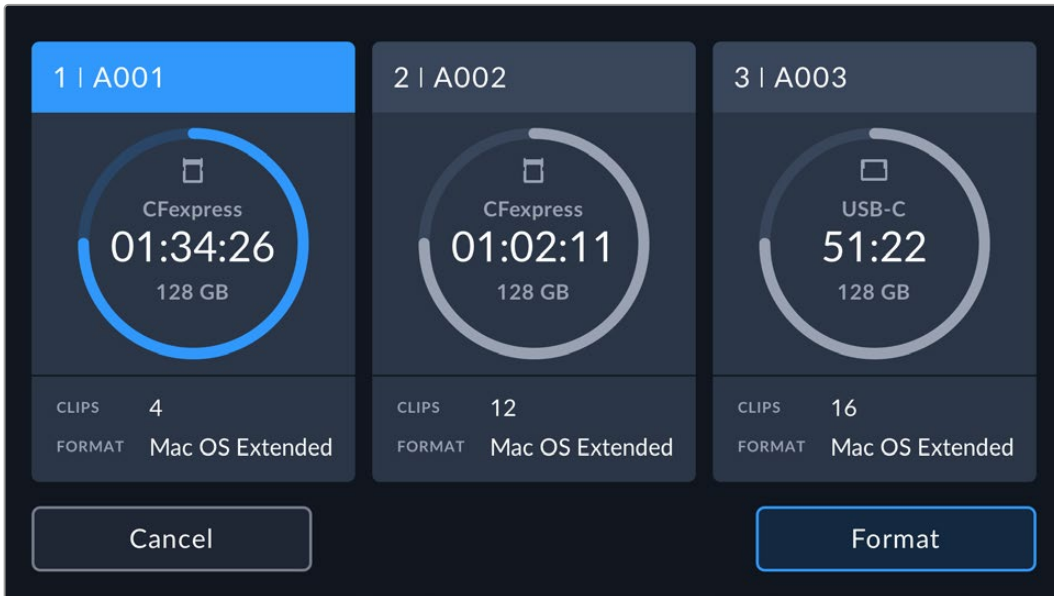 1 | A001
CFexpress
01:34:26
128 GB
CLIPS 4
FORMAT Mac OS Extended
2 | A002
CFexpress
01:02:11
128 GB
CLIPS 12
FORMAT Mac OS Extended
3 | A003
USB-C
51:22
128 GB
CLIPS 16
FORMAT Mac OS Extended
Cancel
Format